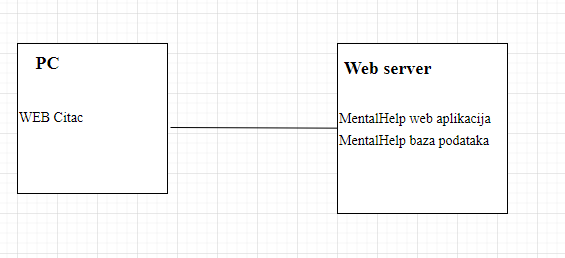 PC
WEB Citac
Web server
MentalHelp web aplikacija
MentalHelp baza podataka